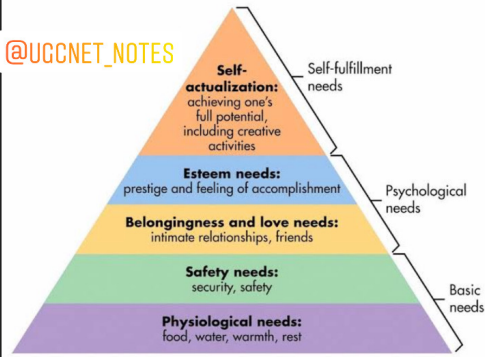 @UGCNET_NOTES
Self-
actualization:
achieving one's
full potential,
including creative
activities
Self-fulfillment
needs
Esteem needs:
prestige and feeling of accomplishment
Psychological
needs
Belongingness and love needs:
intimate relationships, friends
Safety needs:
security, safety
Basic
needs
Physiological needs:
food, water, warmth, rest